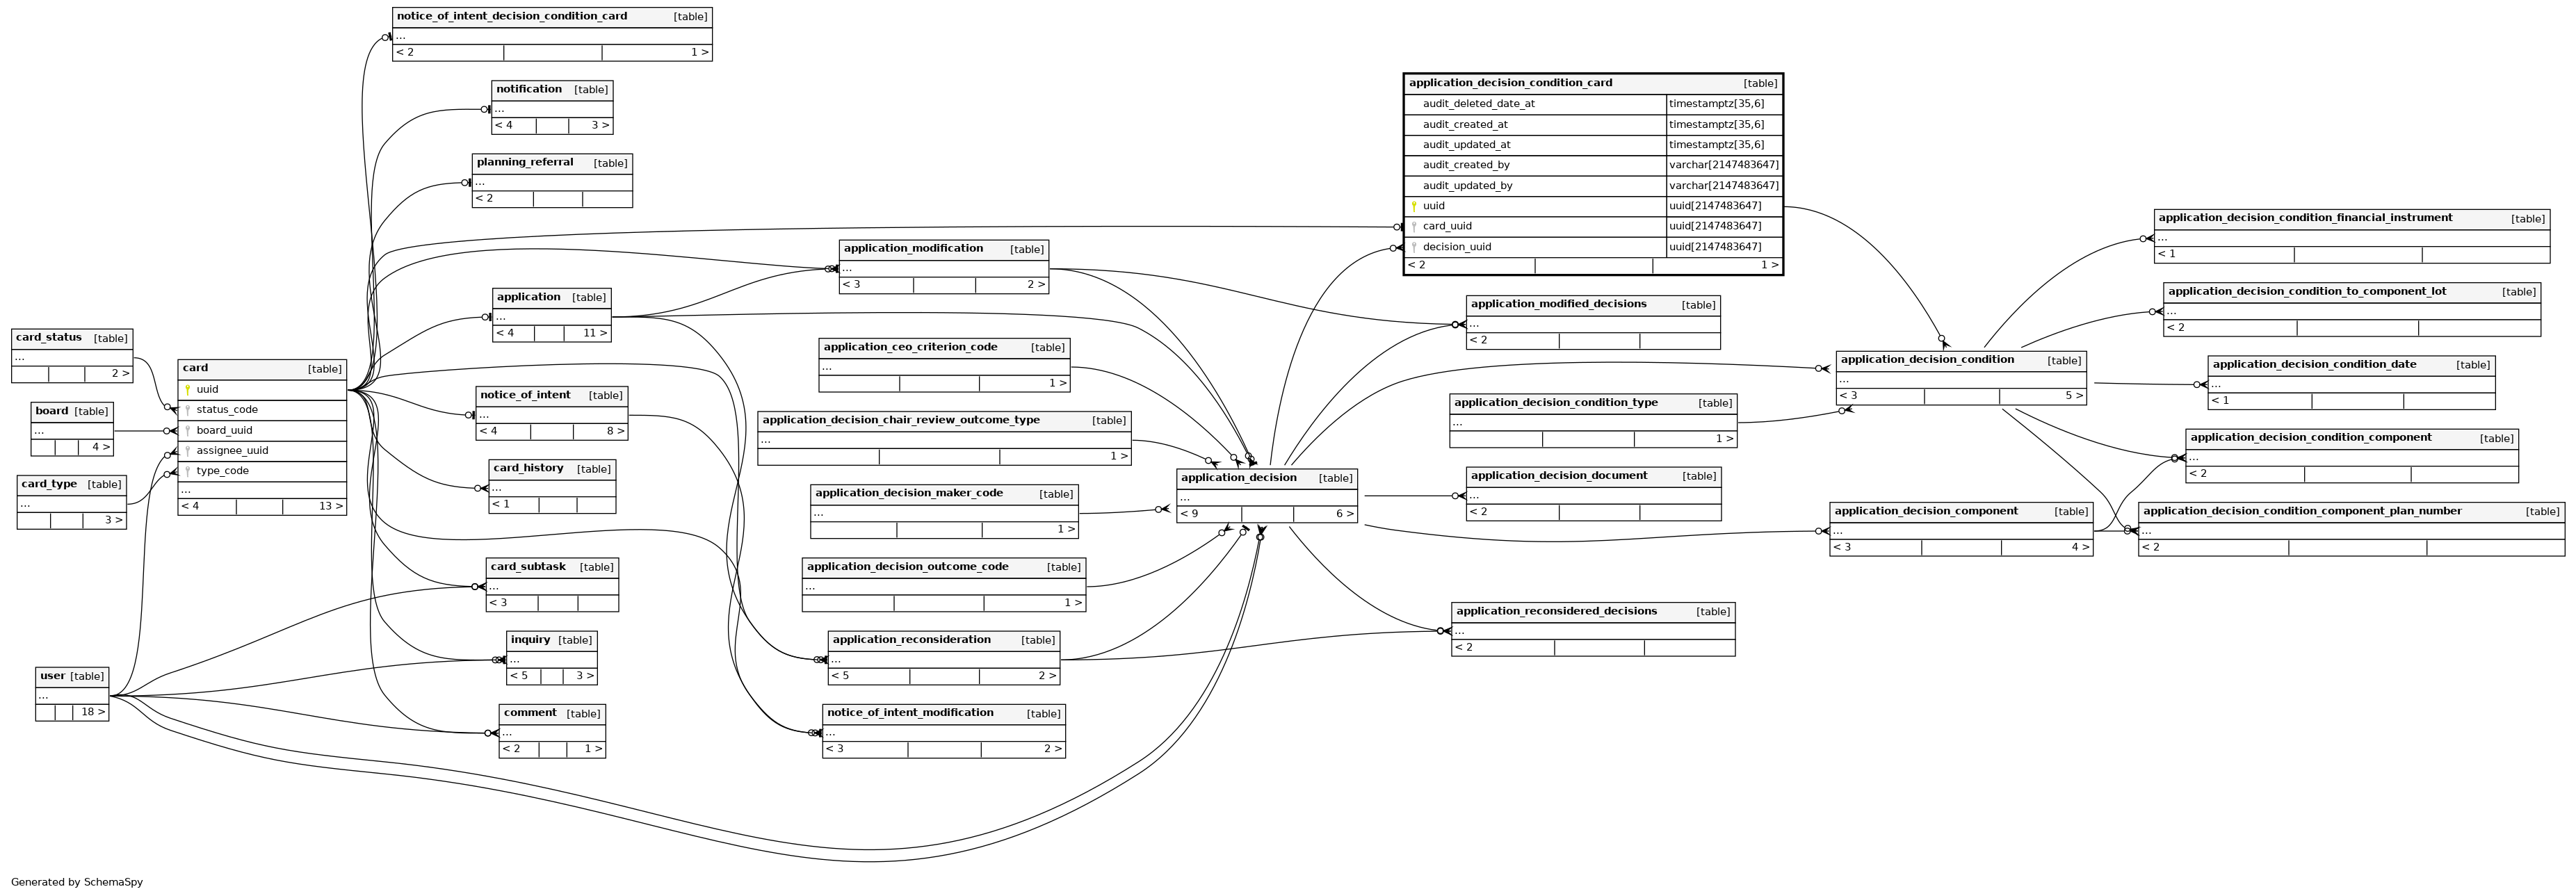 notice_of_intent_decision_condition_card [table]
...
< 2 1 >
notification [table]
...
< 4 3 >
planning_referral [table]
...
< 2
application [table]
...
< 4 11 >
notice_of_intent [table]
...
< 4 8 >
card_history [table]
...
< 1
card_subtask [table]
...
< 3
inquiry [table]
...
< 5 3 >
comment [table]
...
< 2 1 >
card_status [table]
...
2 >
board [table]
...
4 >
card_type [table]
...
3 >
user [table]
...
18 >
card [table]
uuid
status_code
board_uuid
assignee_uuid
type_code
...
< 4 13 >
application_modification [table]
...
< 3 2 >
application_ceo_criterion_code [table]
...
1 >
application_decision_chair_review_outcome_type [table]
...
1 >
application_decision_maker_code [table]
...
1 >
application_decision_outcome_code [table]
...
1 >
application_reconsideration [table]
...
< 5 2 >
notice_of_intent_modification [table]
...
< 3 2 >
application_decision [table]
...
< 9 6 >
application_decision_condition_card [table]
audit_deleted_date_at timestamptz[35,6]
audit_created_at timestamptz[35,6]
audit_updated_at timestamptz[35,6]
audit_created_by varchar[2147483647]
audit_updated_by varchar[2147483647]
uuid uuid[2147483647]
card_uuid uuid[2147483647]
decision_uuid uuid[2147483647]
< 2 1 >
application_modified_decisions [table]
...
< 2
application_decision_condition_type [table]
...
1 >
application_decision_document [table]
...
< 2
application_reconsidered_decisions [table]
...
< 2
application_decision_condition [table]
...
< 3 5 >
application_decision_component [table]
...
< 3 4 >
application_decision_condition_financial_instrument [table]
...
< 1
application_decision_condition_to_component_lot [table]
...
< 2
application_decision_condition_date [table]
...
< 1
application_decision_condition_component [table]
...
< 2
application_decision_condition_component_plan_number [table]
...
< 2
Generated by SchemaSpy